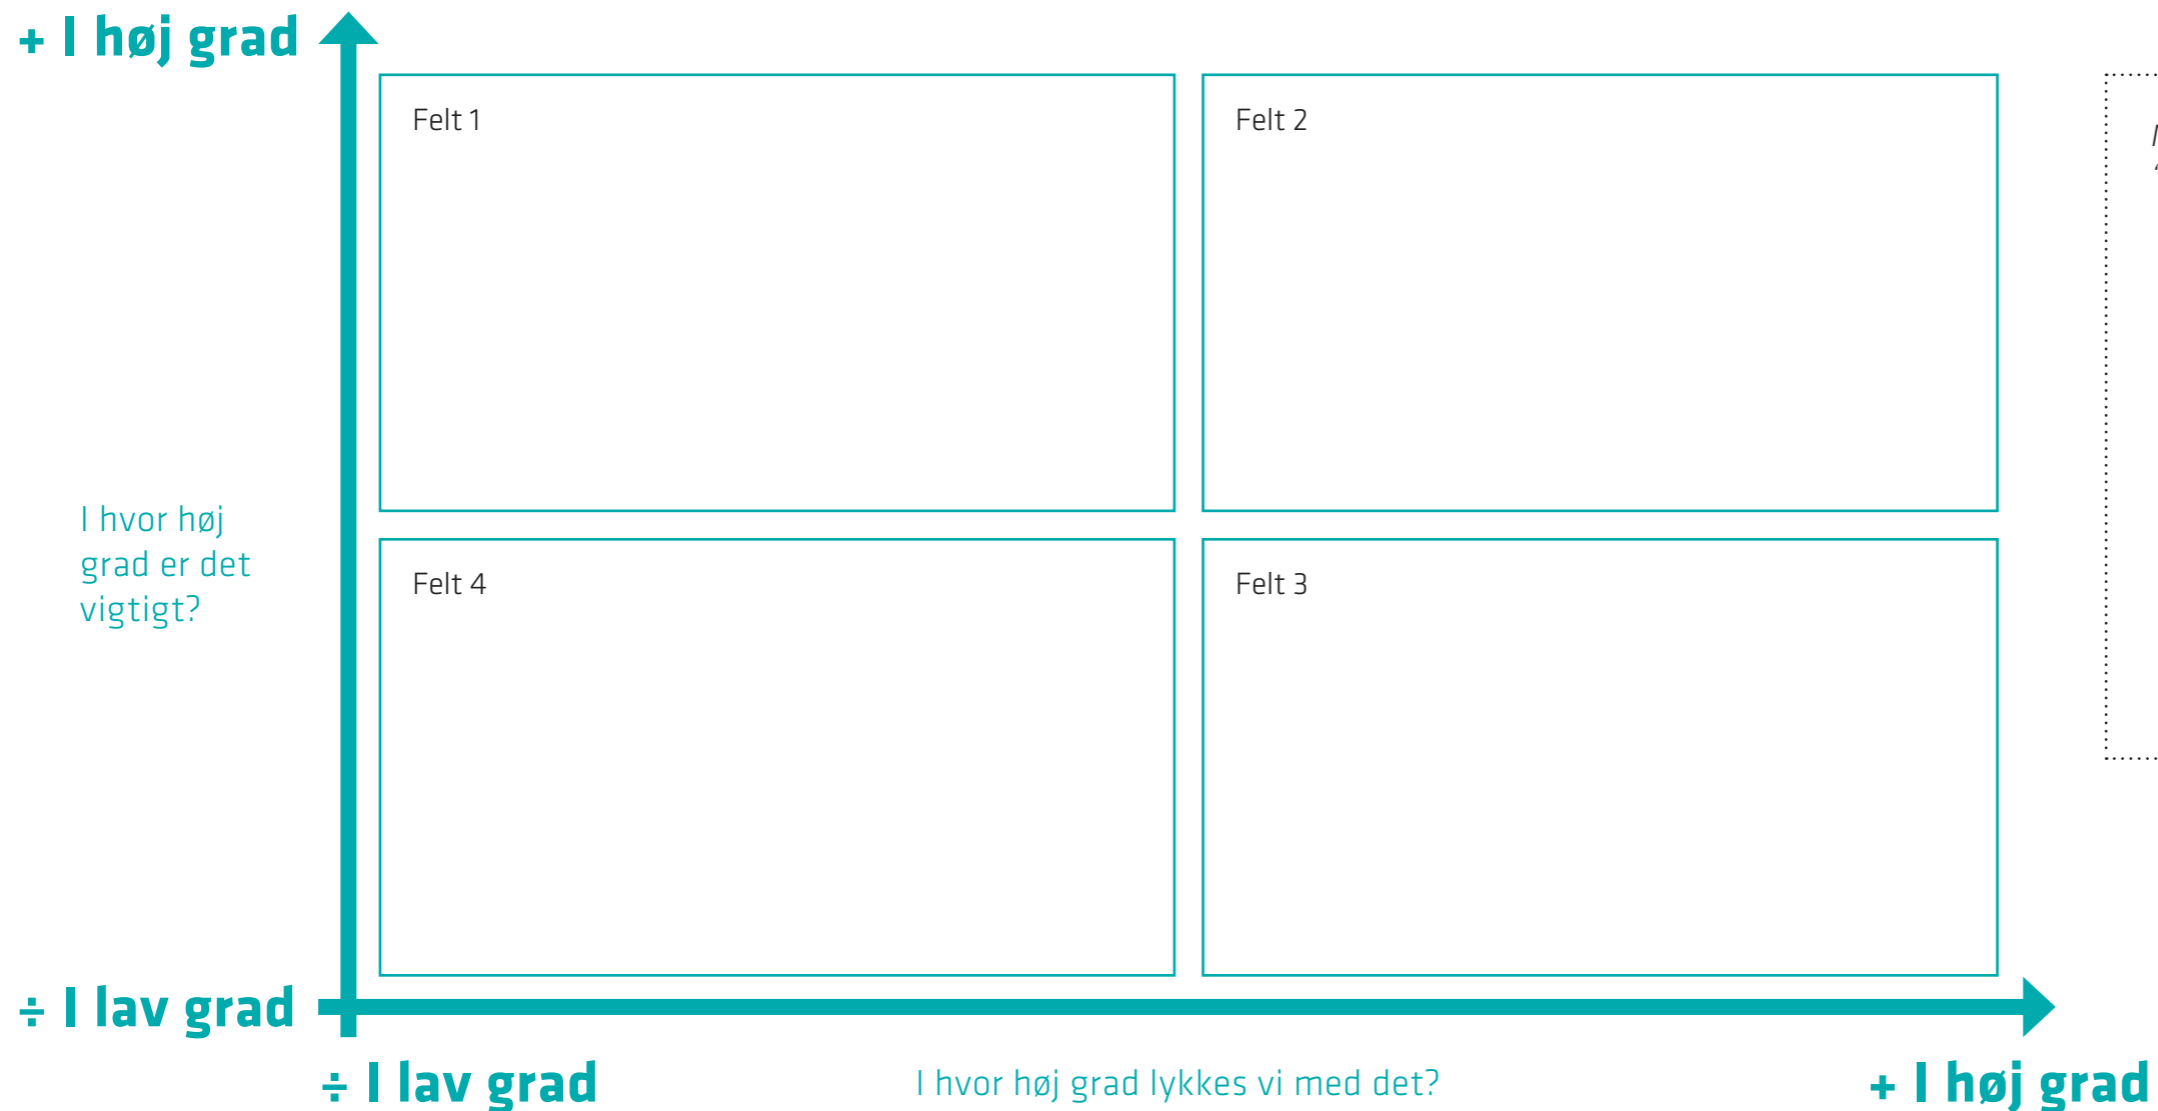 + I høj grad
Felt 1
Felt 2
I hvor høj
grad er det
vigtigt?
Felt 4
Felt 3
÷ I lav grad
÷ I lav grad
I hvor høj grad lykkes vi med det?
+ I høj grad